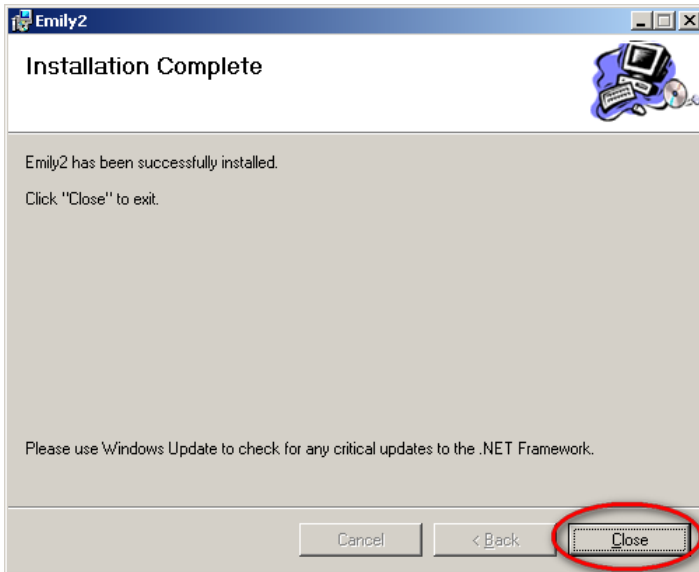 Emily2
Installation Complete
Emily2 has been successfully installed.
Click "Close" to exit.
Please use Windows Update to check for any critical updates to the .NET Framework.
Cancel < Back Close